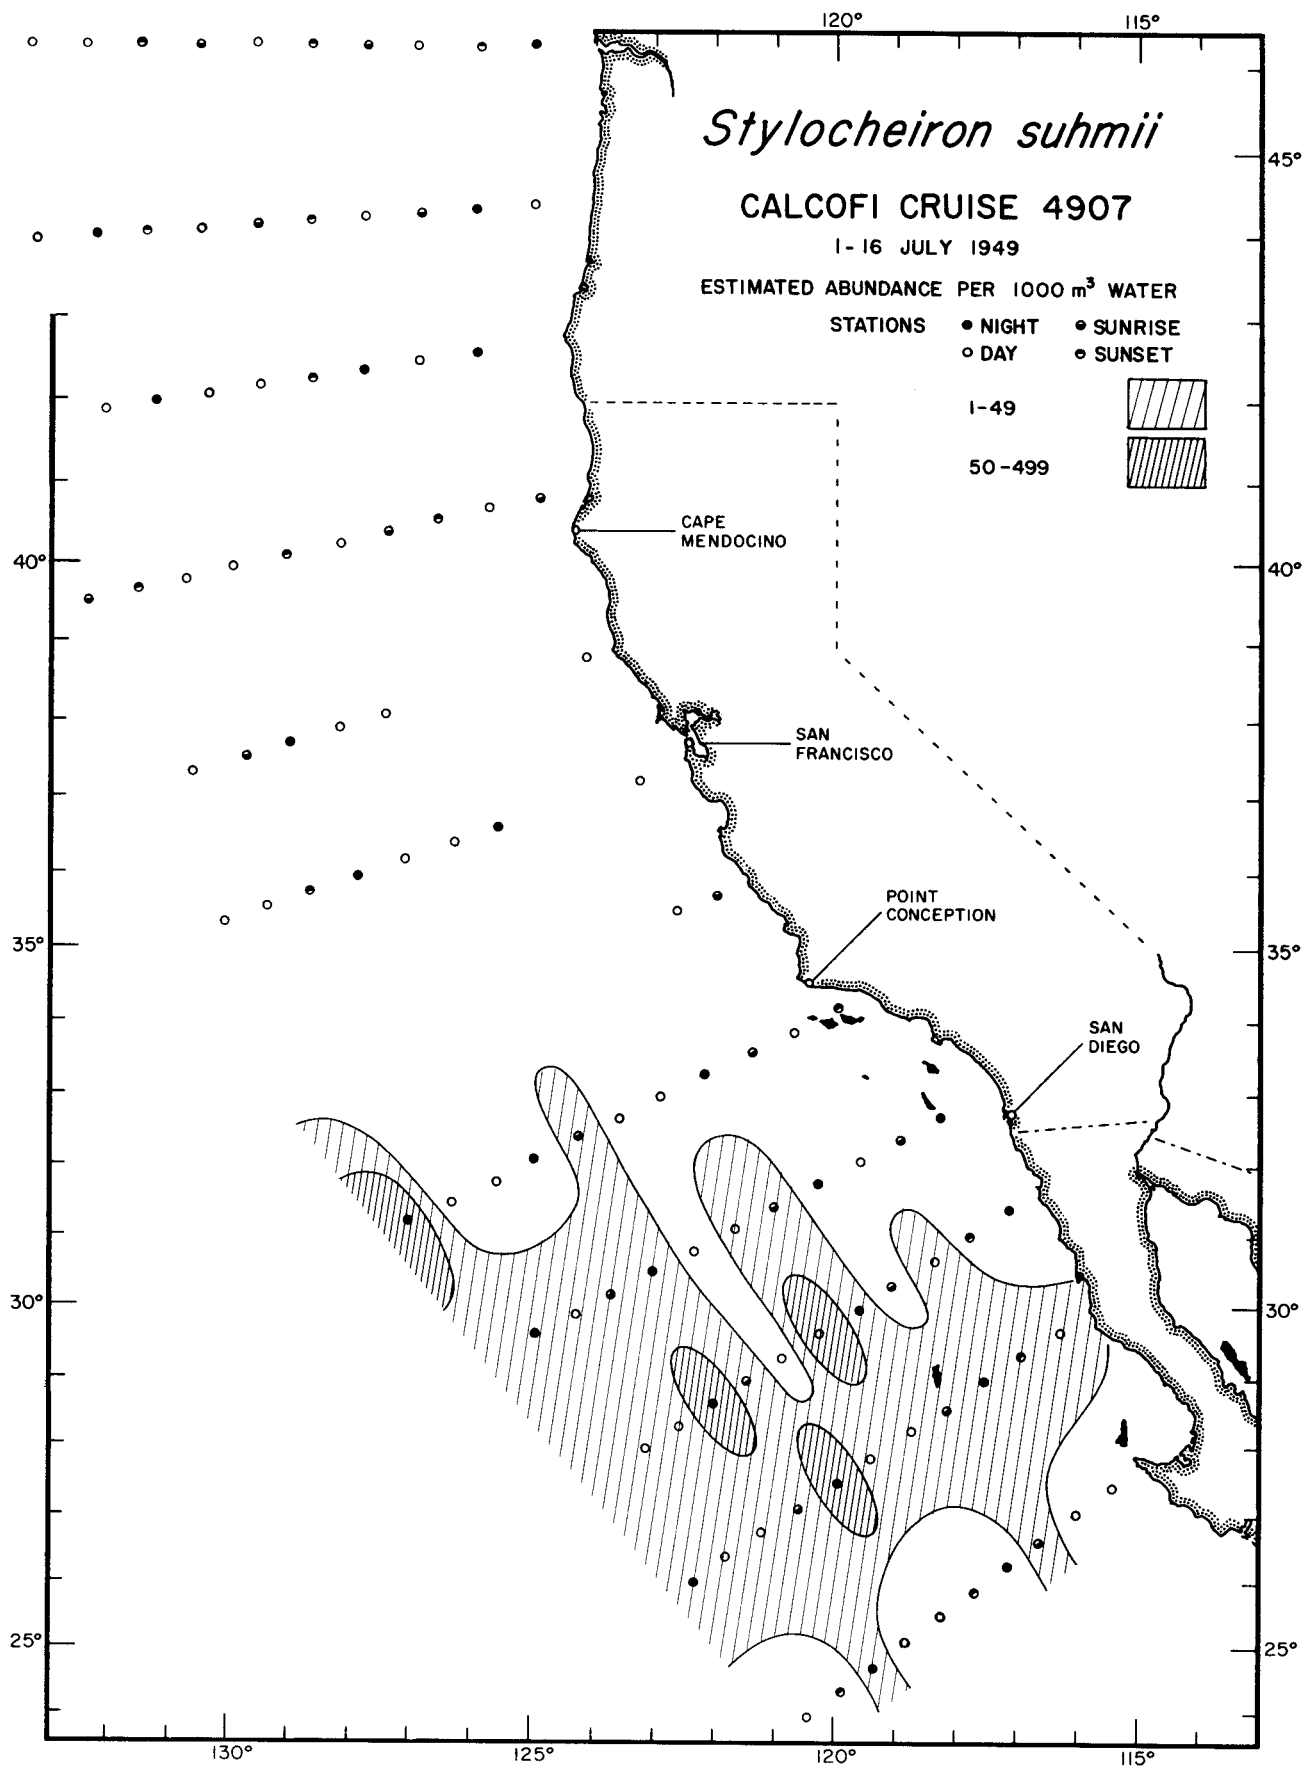 120° 115°
Stylocheiron suhmii
45°
CALCOFI CRUISE 4907
1-16 JULY 1949
ESTIMATED ABUNDANCE PER 1000 m³ WATER
STATIONS NIGHT SUNRISE
DAY SUNSET
1-49
50-499
CAPE
MENDOCINO
40° 40°
SAN
FRANCISCO
POINT
CONCEPTION
35° 35°
SAN
DIEGO
30° 30°
25° 25°
130° 125° 120° 115°